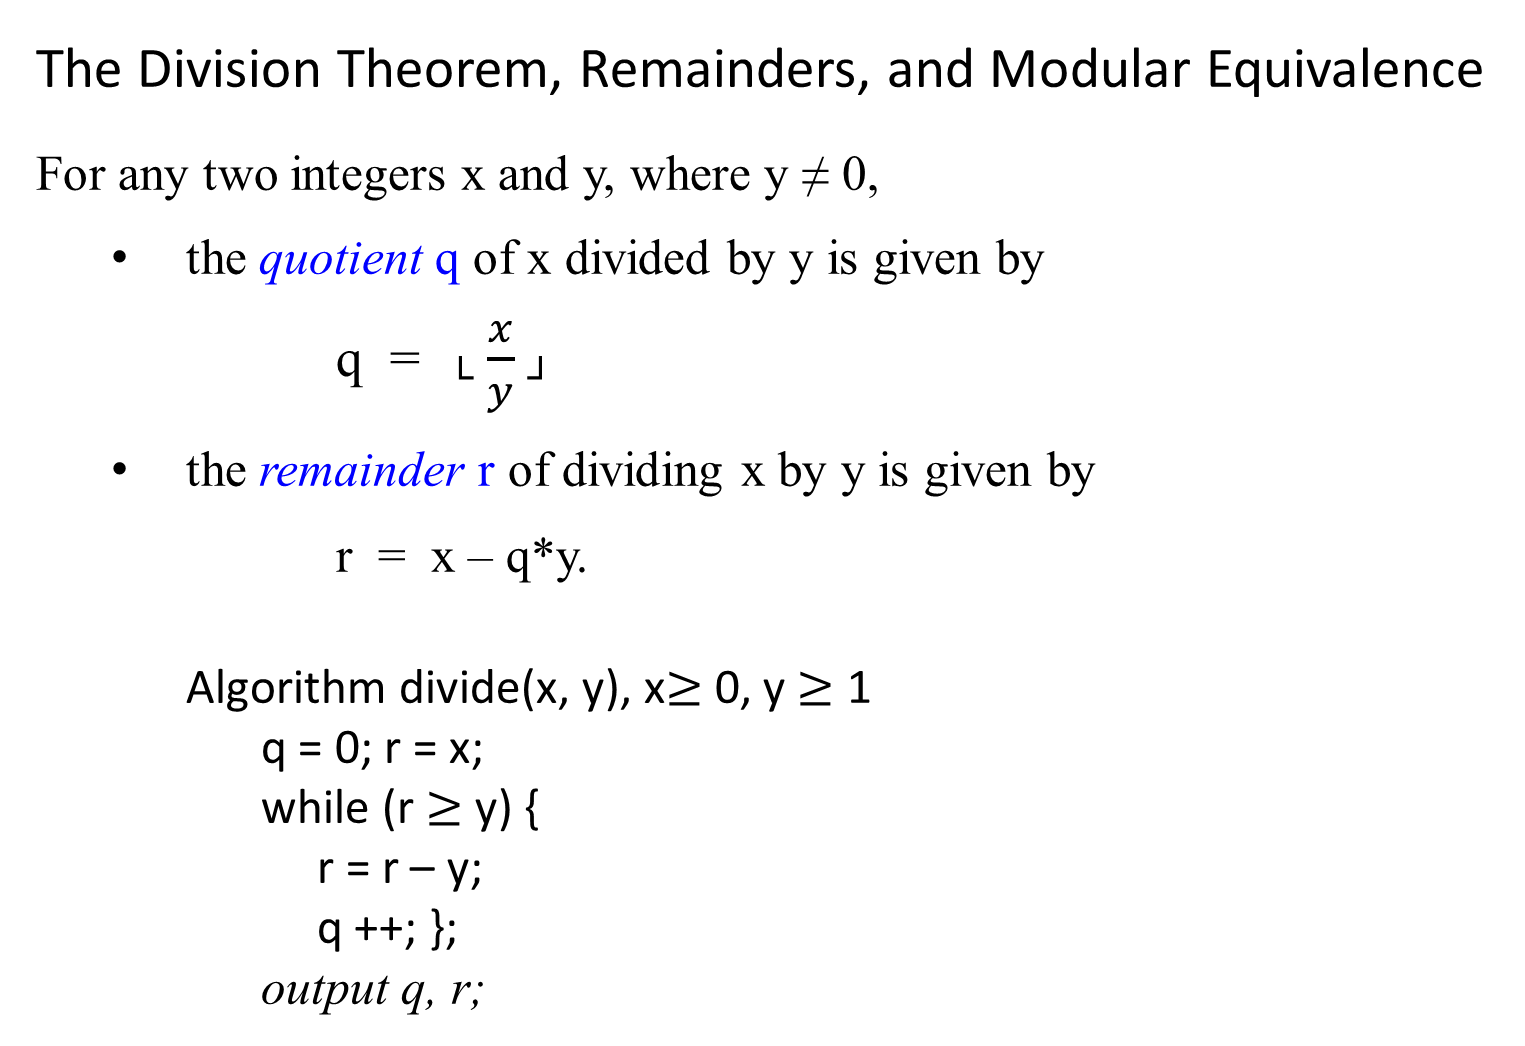 The Division Theorem, Remainders, and Modular Equivalence
For any two integers x and y, where y ≠ 0,
• the quotient q of x divided by y is given by
q = ⌞x/y⌟
• the remainder r of dividing x by y is given by
r = x – q*y.
Algorithm divide(x, y), x≥ 0, y ≥ 1
q = 0; r = x;
while (r ≥ y) {
r = r – y;
q ++; };
output q, r;